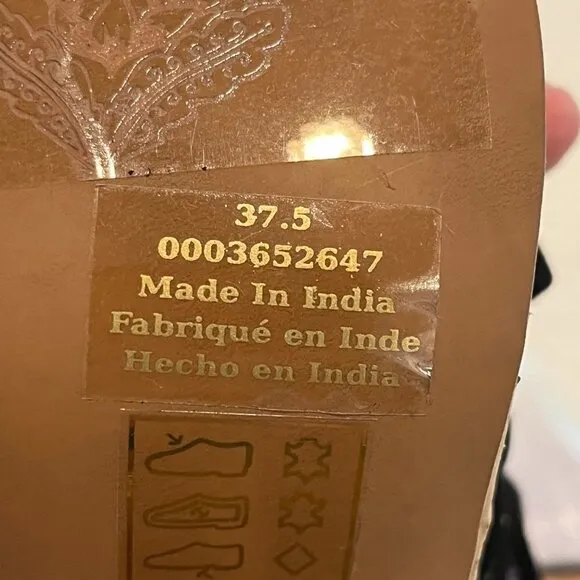 37.5
0003652647
Made In India
Fabriqué en Inde
Hecho en India